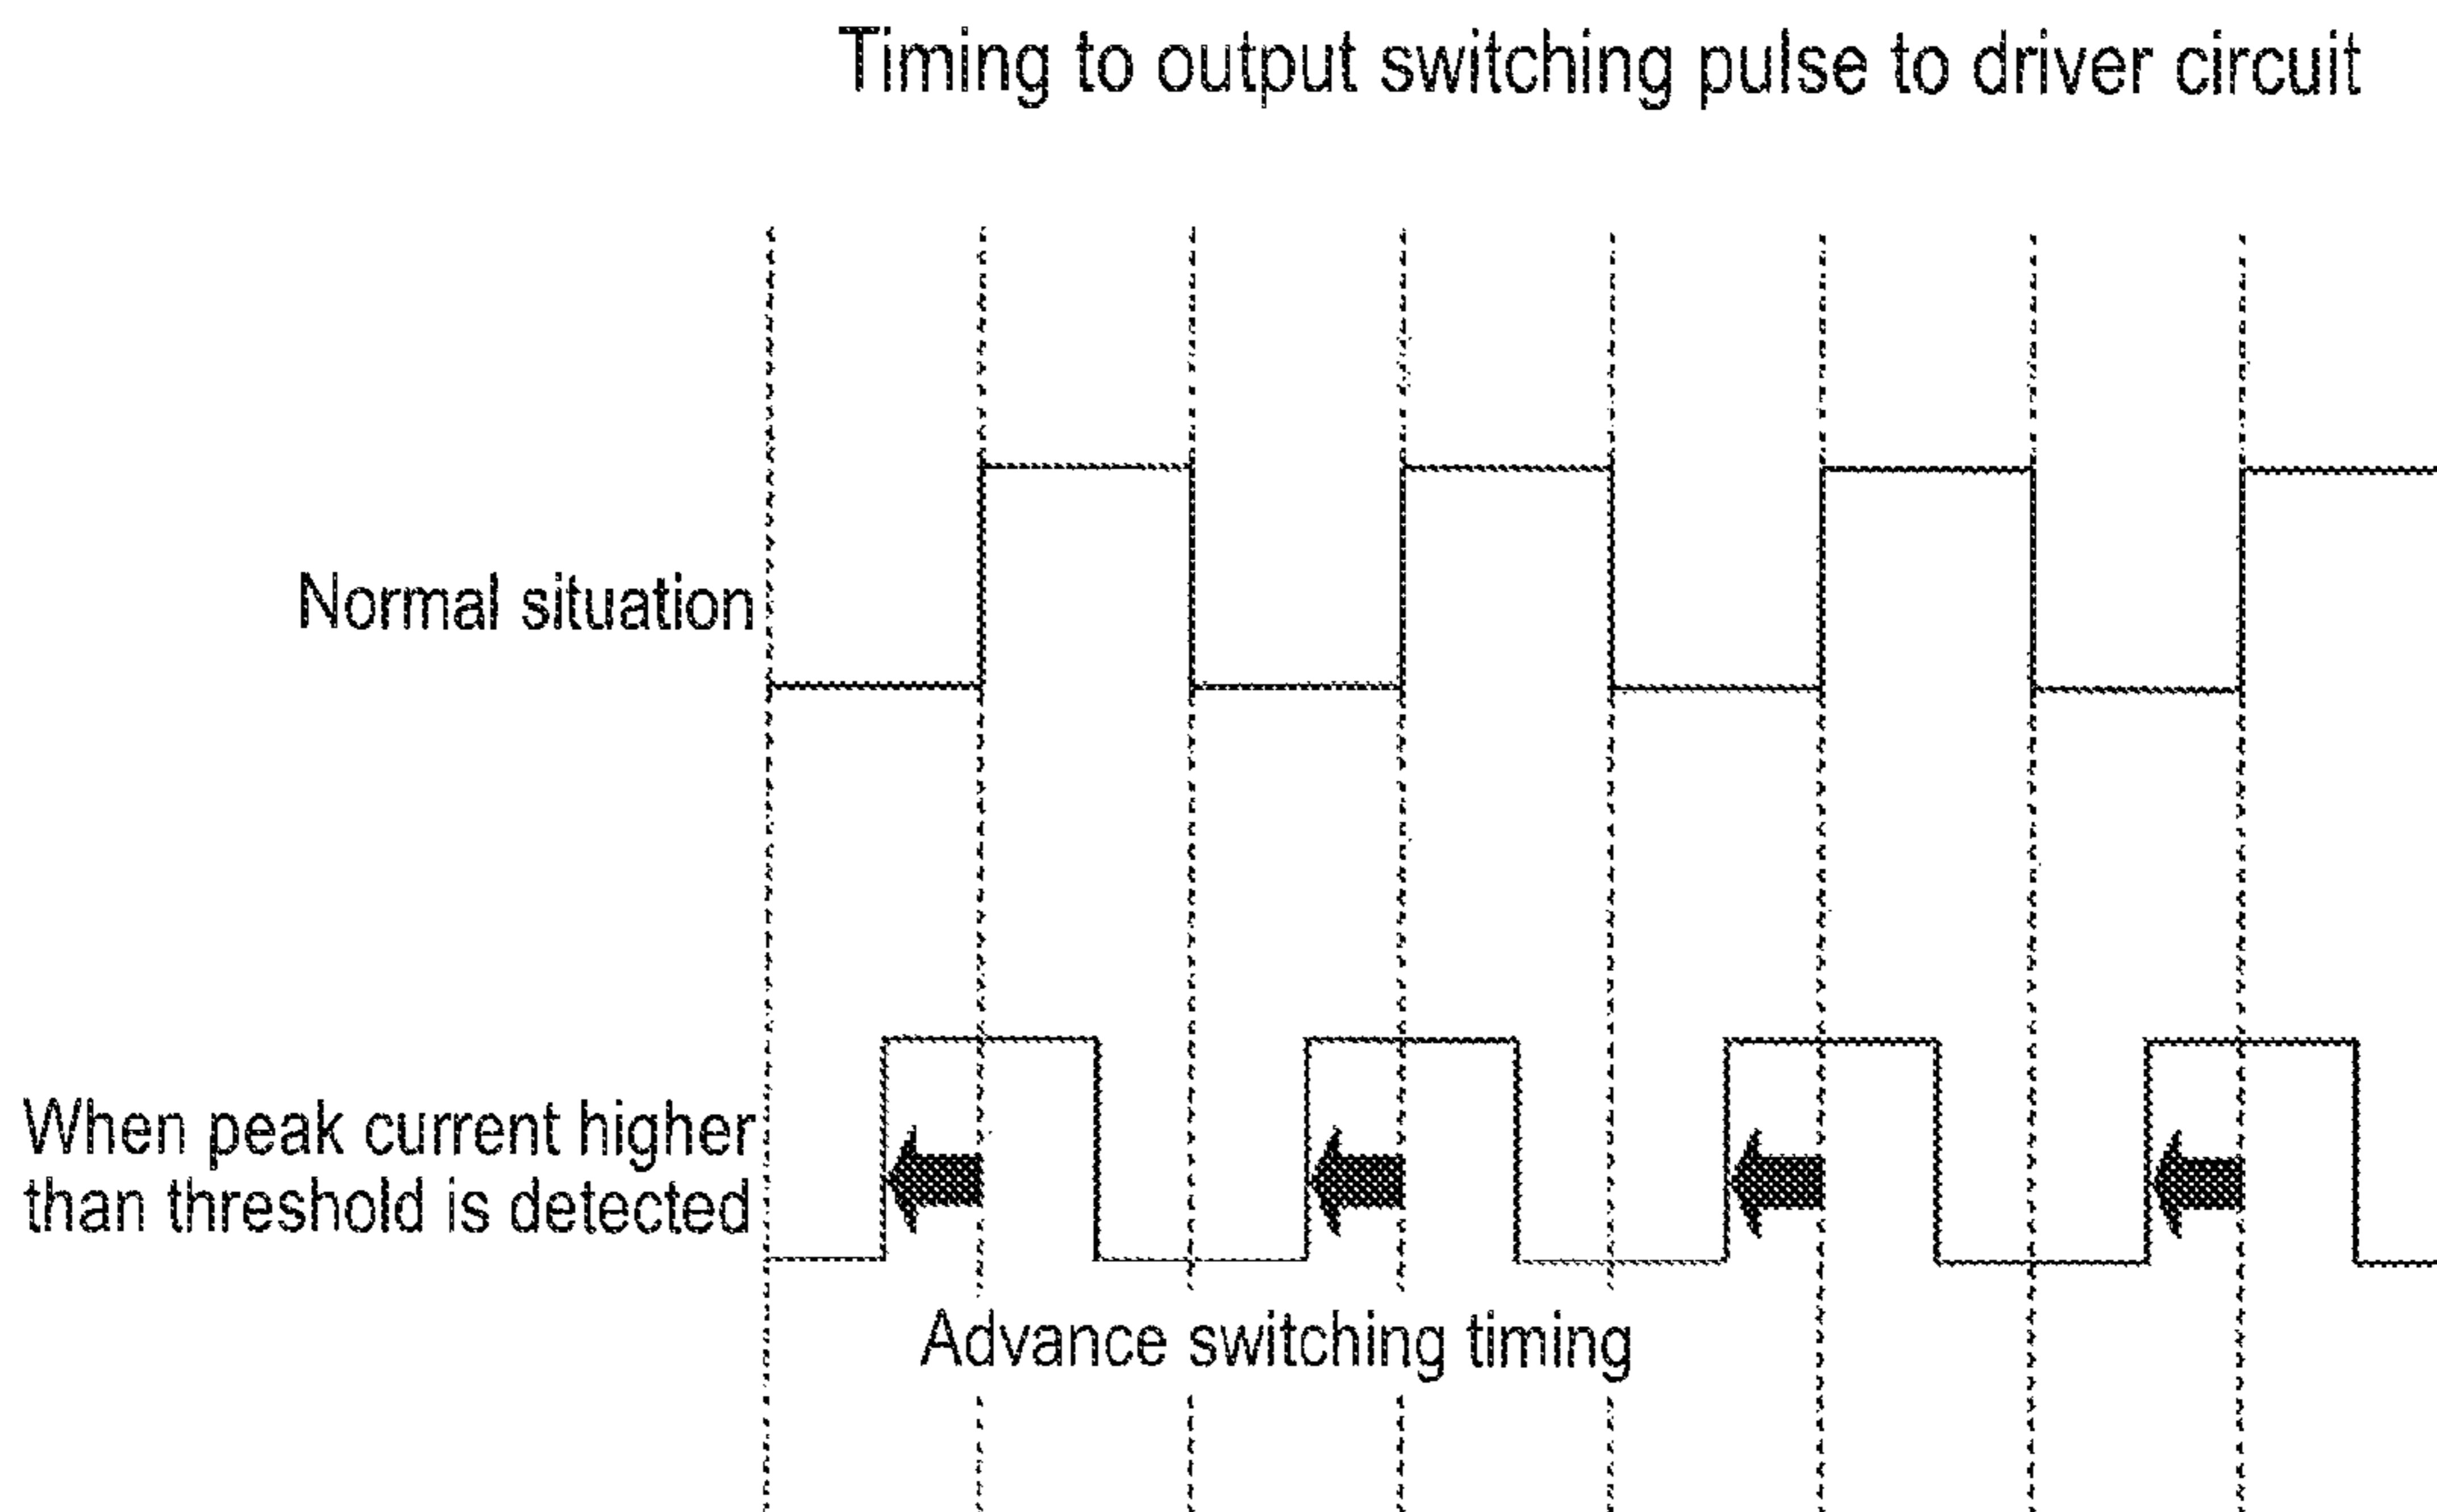 Timing to output switching pulse to driver circuit
Normal situation
When peak current higher
than threshold is detected
Advance switching timing